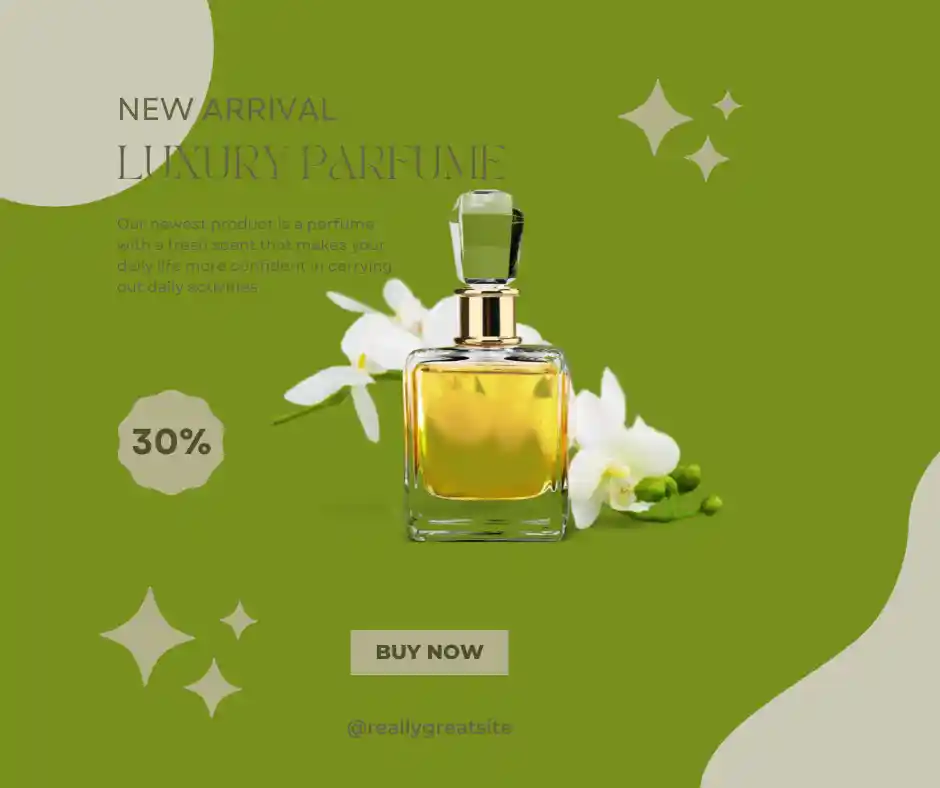 NEW ARRIVAL
LUXURY PARFUME
Our newest product is a perfume
with a fresh scent that makes your
daily life more confident in carrying
out daily activities
30%
BUY NOW
@reallygreatsite